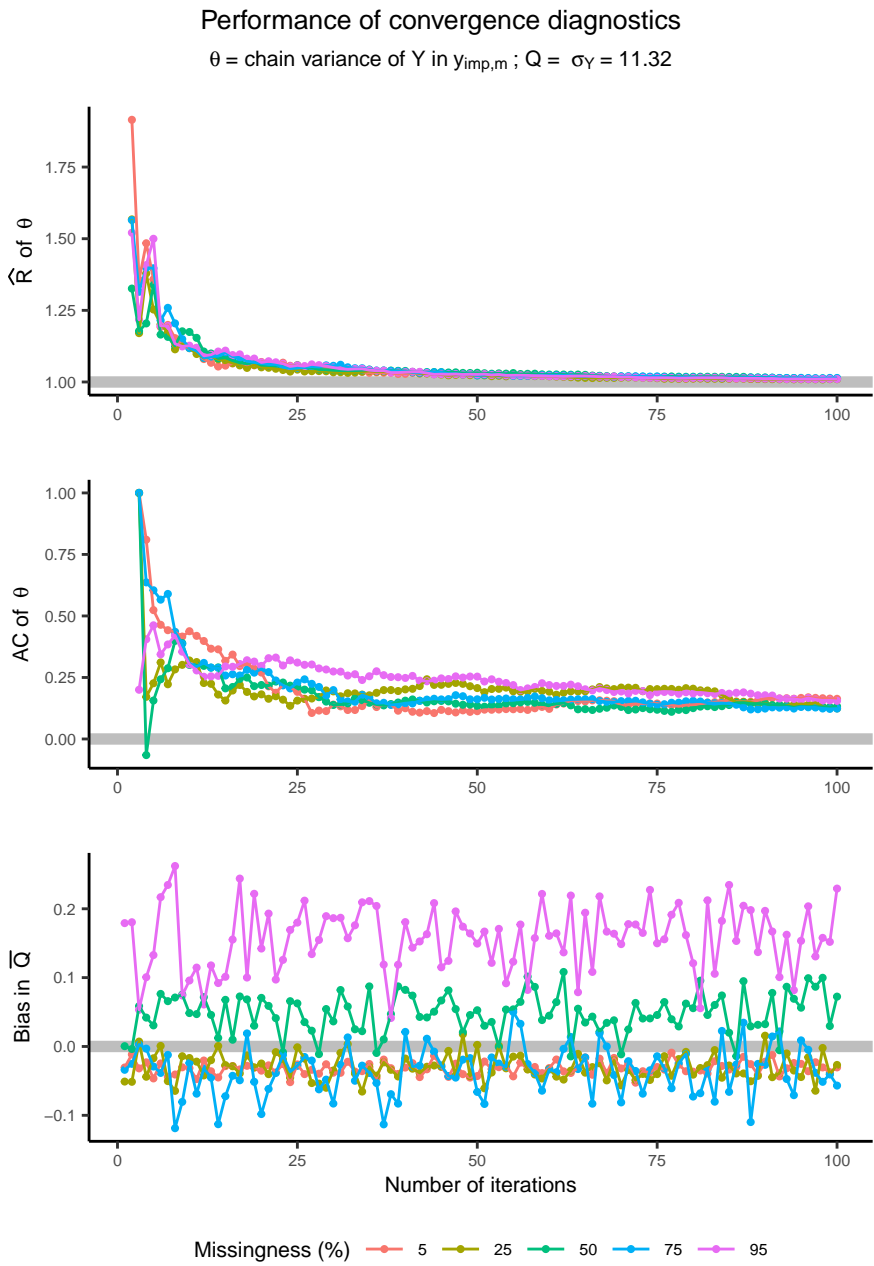 Performance of convergence diagnostics
θ = chain variance of Y in y_imp,m ; Q = σ_Y = 11.32
R̂ of θ
1.75
1.50
1.25
1.00
0 25 50 75 100
AC of θ
1.00
0.75
0.50
0.25
0.00
0 25 50 75 100
Bias in Q̅
0.2
0.1
0.0
−0.1
0 25 50 75 100
Number of iterations
Missingness (%) 5 25 50 75 95